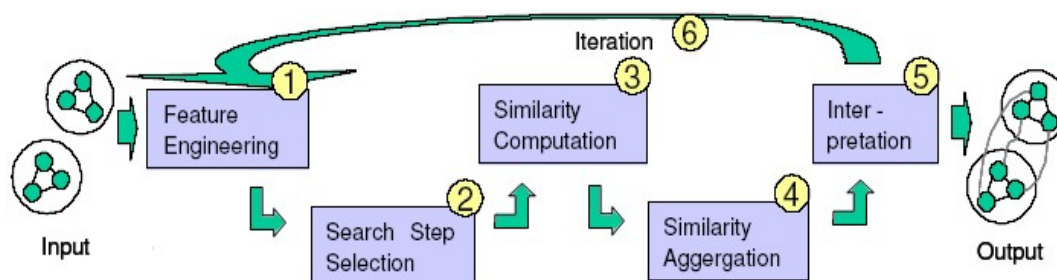 Iteration
6
1
Feature
Engineering
2
Search Step
Selection
3
Similarity
Computation
4
Similarity
Aggergation
5
Inter -
pretation
Input
Output